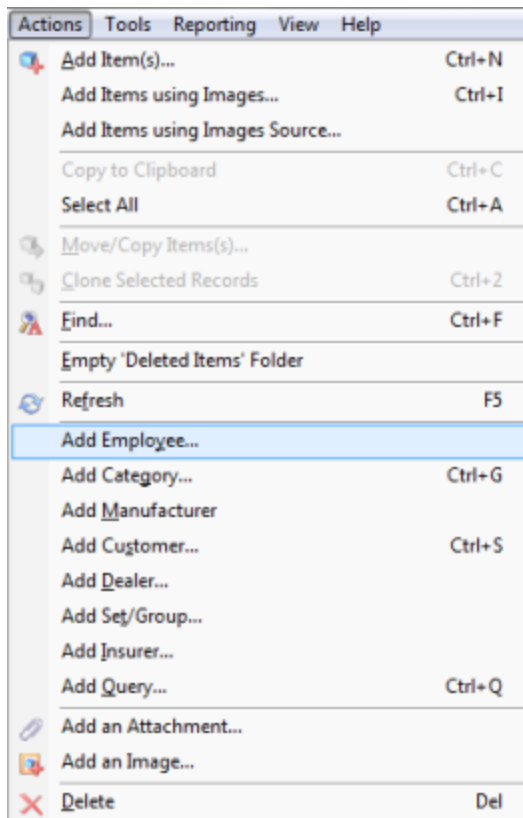 Actions Tools Reporting View Help
Add Item(s)... Ctrl+N
Add Items using Images... Ctrl+I
Add Items using Images Source...
Copy to Clipboard Ctrl+C
Select All Ctrl+A
Move/Copy Items(s)...
Clone Selected Records Ctrl+2
Find... Ctrl+F
Empty 'Deleted Items' Folder
Refresh F5
Add Employee...
Add Category... Ctrl+G
Add Manufacturer
Add Customer... Ctrl+S
Add Dealer...
Add Set/Group...
Add Insurer...
Add Query... Ctrl+Q
Add an Attachment...
Add an Image...
Delete Del